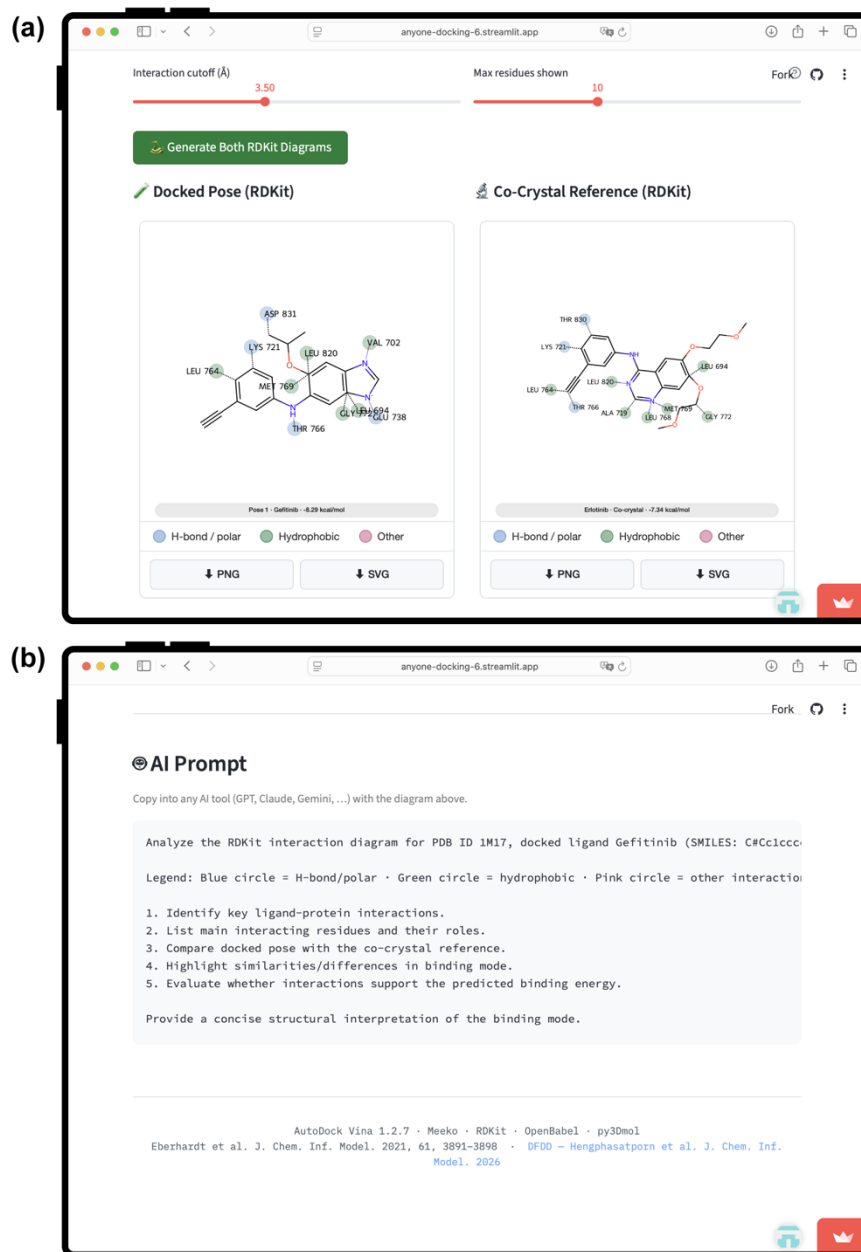 (a)
anyone-docking-6.streamlit.app
Interaction cutoff (Å)
Max residues shown
Fork
3.50
10
Generate Both RDKit Diagrams
Docked Pose (RDKit)
Co-Crystal Reference (RDKit)
ASP 831
LYS 721
LEU 820
VAL 702
LEU 764
MET 769
GLY 772
LEU 694
GLU 738
N
N
O
N
H
THR 766
THR 830
LYS 721
NH
O
O
LEU 694
LEU 820
N
LEU 764
THR 766
ALA 719
N
MET 769
O
LEU 768
O
GLY 772
Pose 1 · Gefitinib · -8.29 kcal/mol
Erlotinib · Co-crystal · -7.34 kcal/mol
H-bond / polar Hydrophobic Other
H-bond / polar Hydrophobic Other
PNG SVG
PNG SVG
(b)
anyone-docking-6.streamlit.app
Fork
AI Prompt
Copy into any AI tool (GPT, Claude, Gemini, …) with the diagram above.
Analyze the RDKit interaction diagram for PDB ID 1M17, docked ligand Gefitinib (SMILES: C#Cc1ccc
Legend: Blue circle = H-bond/polar · Green circle = hydrophobic · Pink circle = other interaction
1. Identify key ligand-protein interactions.
2. List main interacting residues and their roles.
3. Compare docked pose with the co-crystal reference.
4. Highlight similarities/differences in binding mode.
5. Evaluate whether interactions support the predicted binding energy.
Provide a concise structural interpretation of the binding mode.
AutoDock Vina 1.2.7 · Meeko · RDKit · OpenBabel · py3Dmol
Eberhardt et al. J. Chem. Inf. Model. 2021, 61, 3891–3898 · DFDD — Hengphasatporn et al. J. Chem. Inf.
Model. 2026